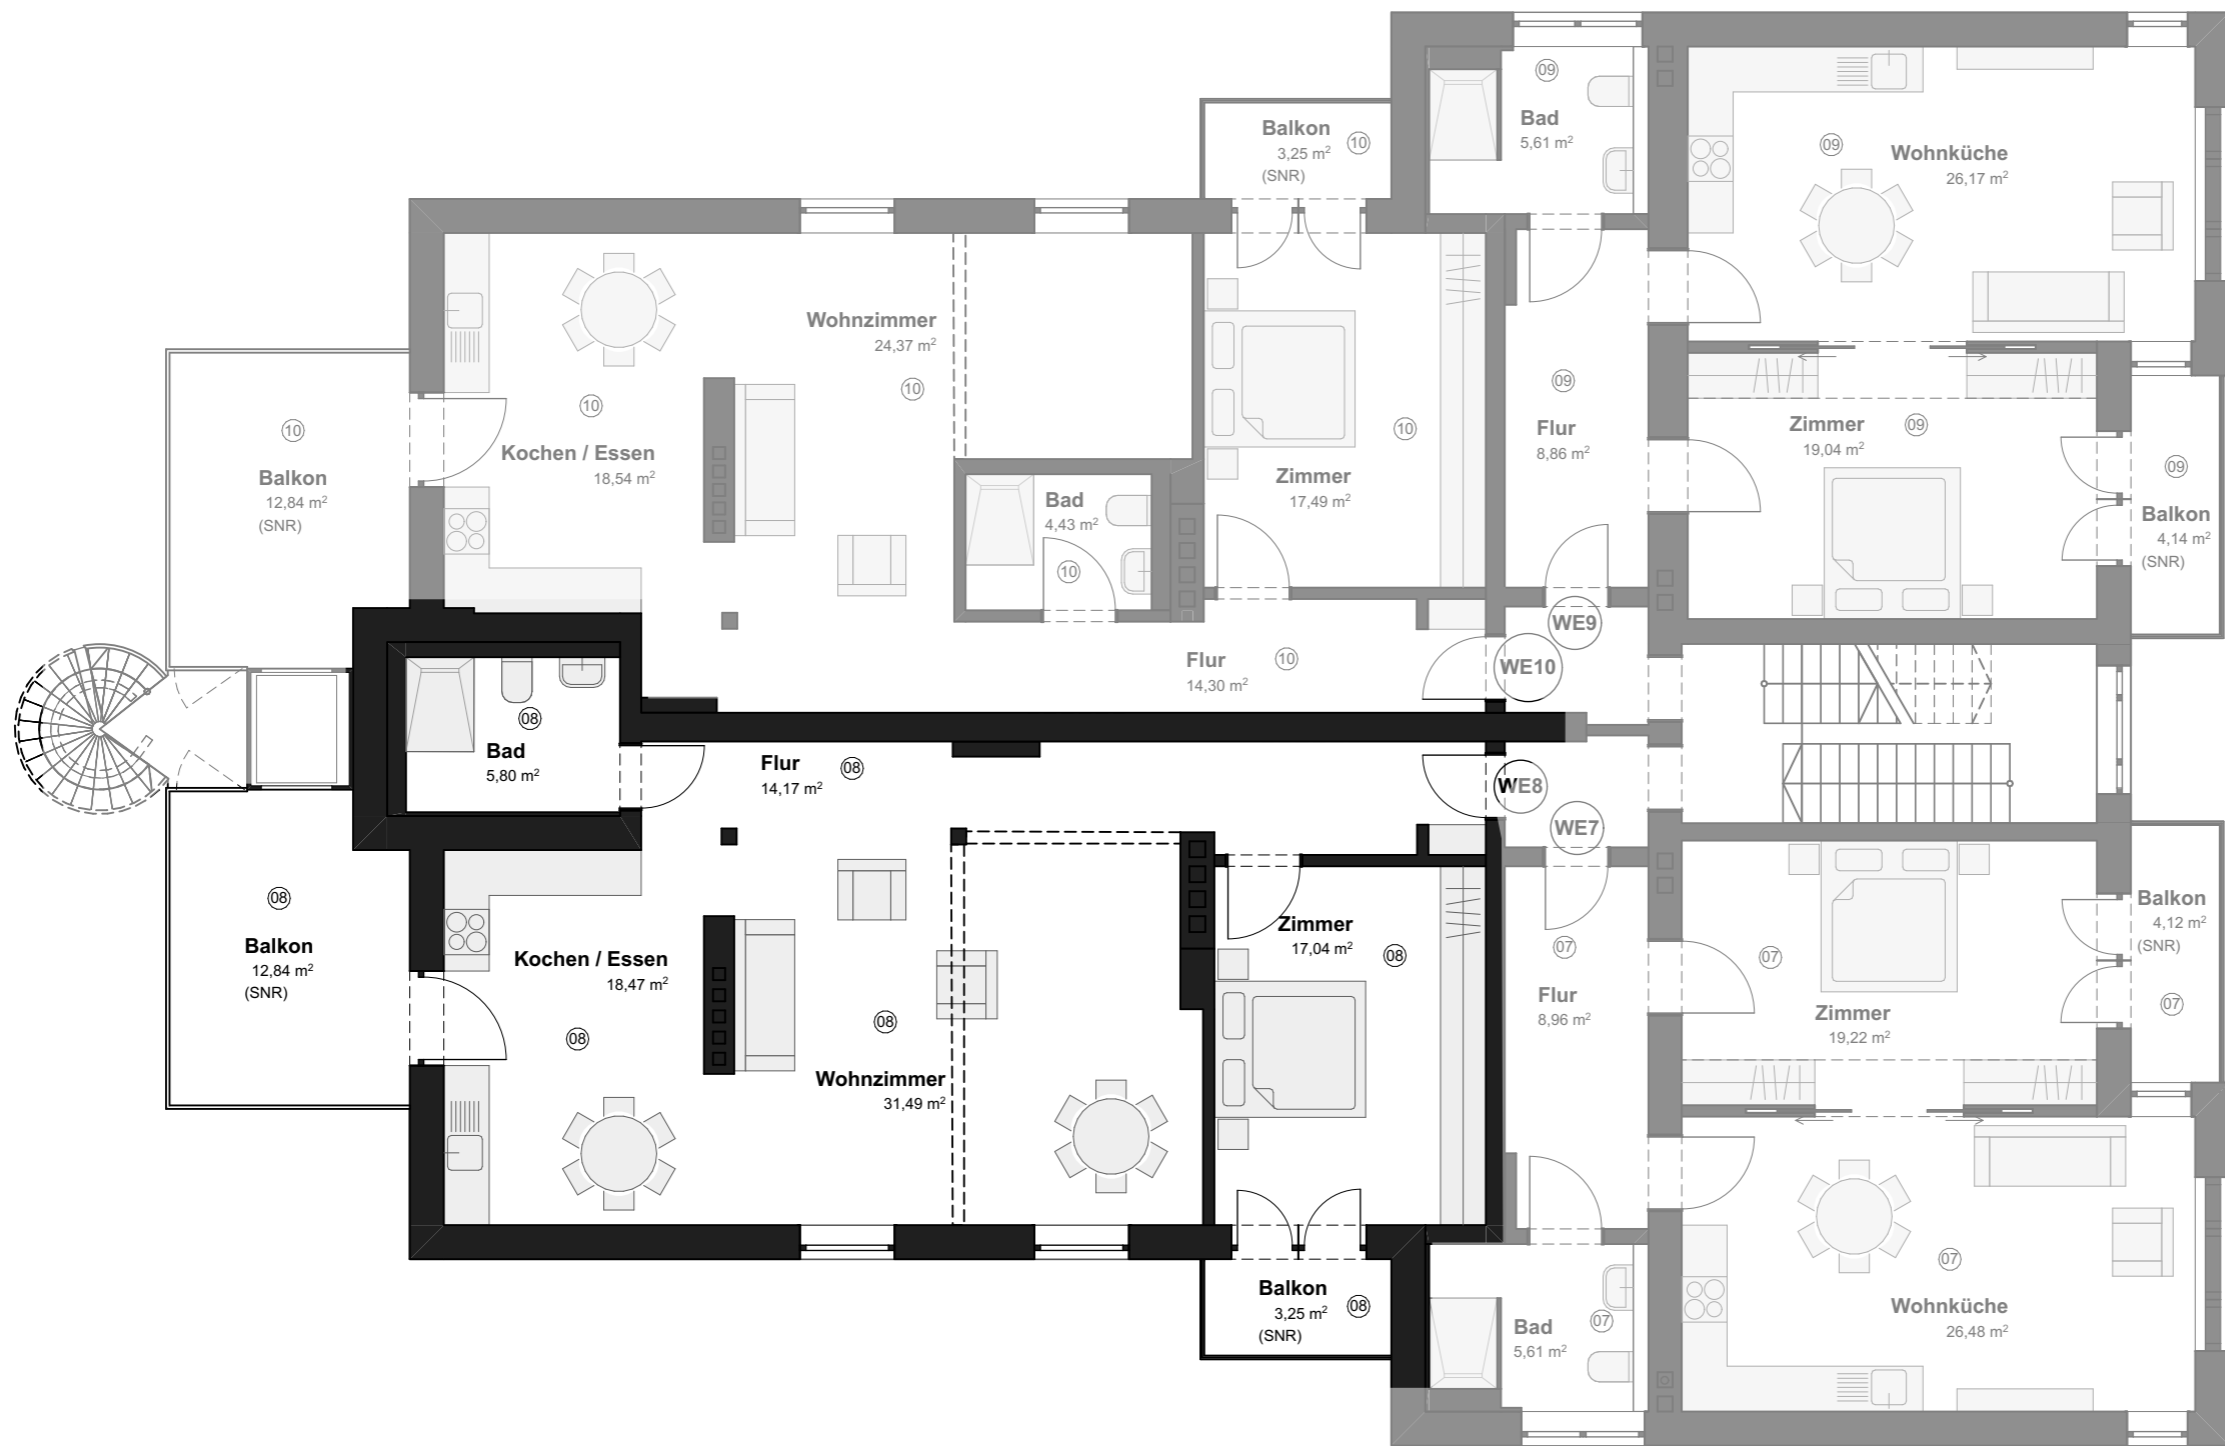 09
Bad
5,61 m²
Balkon
3,25 m²
(SNR)
10
09
Wohnküche
26,17 m²
Wohnzimmer
24,37 m²
10
10
Kochen / Essen
18,54 m²
10
Balkon
12,84 m²
(SNR)
Bad
4,43 m²
10
10
Zimmer
17,49 m²
09
Flur
8,86 m²
Zimmer
19,04 m²
09
09
Balkon
4,14 m²
(SNR)
WE9
WE10
Flur
14,30 m²
10
08
Bad
5,80 m²
Flur
14,17 m²
08
WE8
WE7
08
Balkon
12,84 m²
(SNR)
Kochen / Essen
18,47 m²
08
08
Wohnzimmer
31,49 m²
Zimmer
17,04 m²
08
07
Flur
8,96 m²
07
Zimmer
19,22 m²
Balkon
4,12 m²
(SNR)
07
Balkon
3,25 m²
(SNR)
08
Bad
5,61 m²
07
07
Wohnküche
26,48 m²